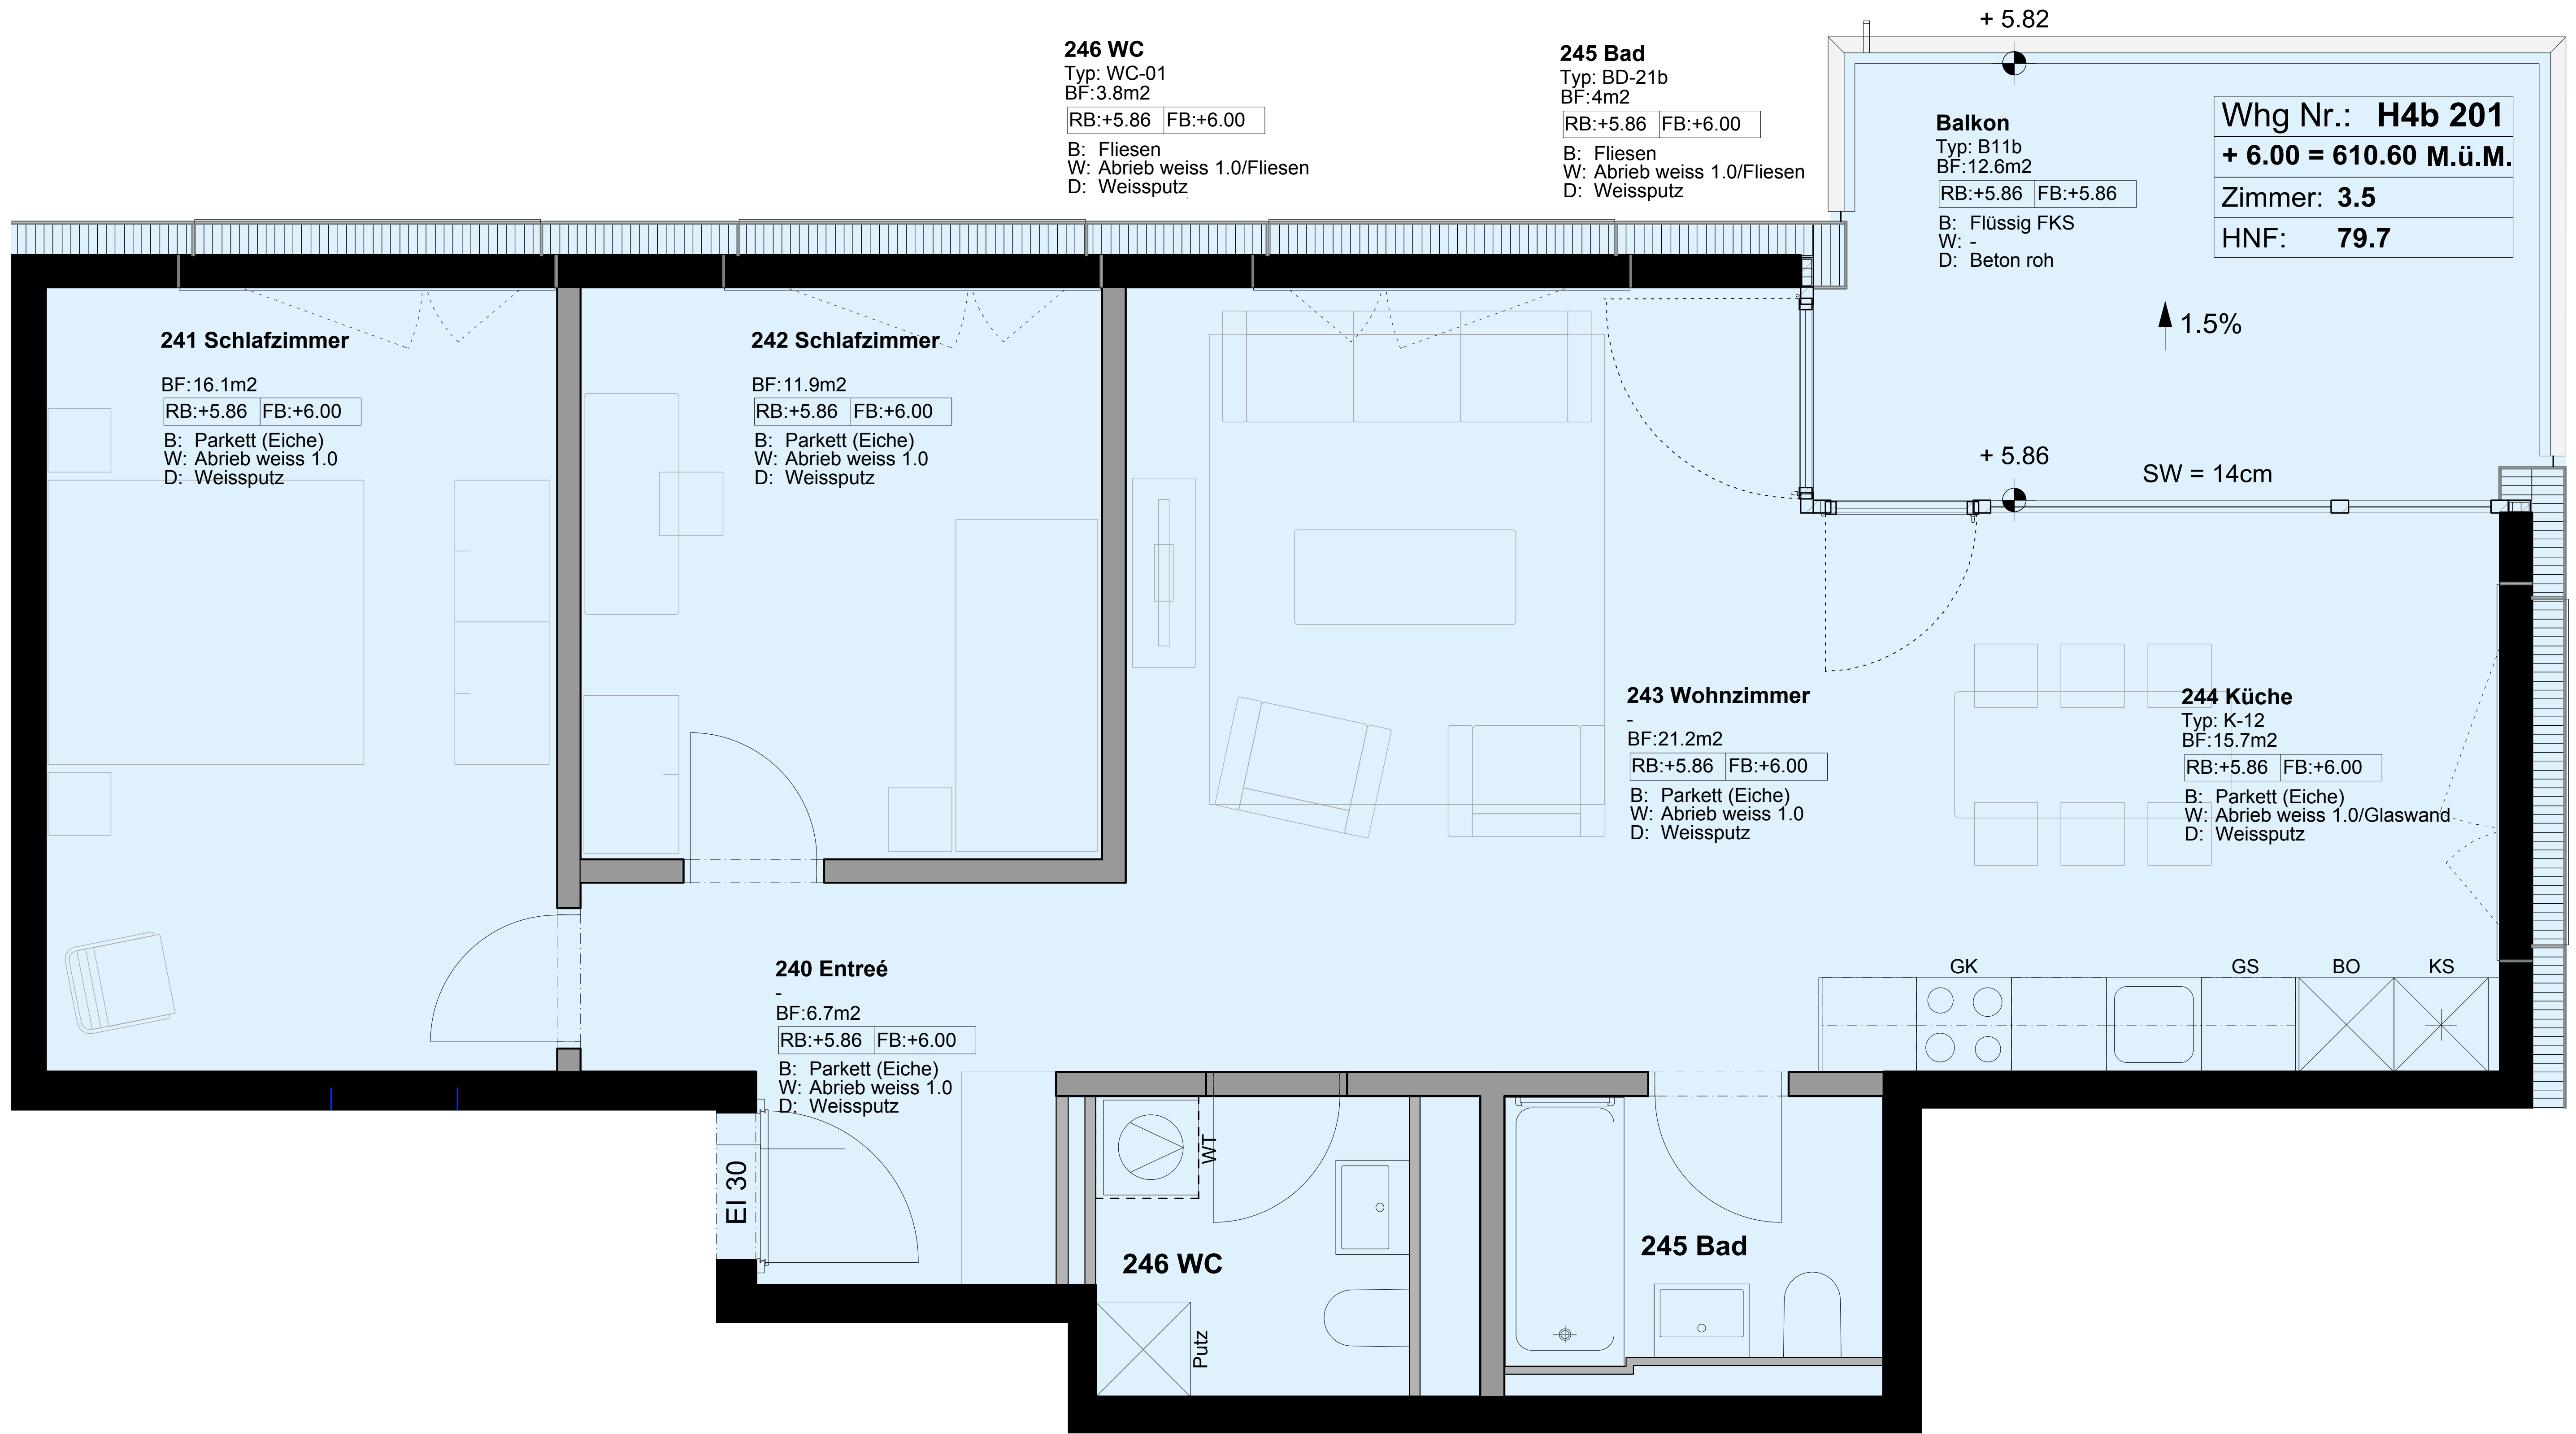 + 5.82
246 WC
Typ: WC-01
BF:3.8m2
RB:+5.86 FB:+6.00
B: Fliesen
W: Abrieb weiss 1.0/Fliesen
D: Weissputz
245 Bad
Typ: BD-21b
BF:4m2
RB:+5.86 FB:+6.00
B: Fliesen
W: Abrieb weiss 1.0/Fliesen
D: Weissputz
Balkon
Typ: B11b
BF:12.6m2
RB:+5.86 FB:+5.86
B: Flüssig FKS
W: -
D: Beton roh
Whg Nr.: H4b 201
+ 6.00 = 610.60 M.ü.M.
Zimmer: 3.5
HNF: 79.7
1.5%
241 Schlafzimmer
BF:16.1m2
RB:+5.86 FB:+6.00
B: Parkett (Eiche)
W: Abrieb weiss 1.0
D: Weissputz
242 Schlafzimmer
BF:11.9m2
RB:+5.86 FB:+6.00
B: Parkett (Eiche)
W: Abrieb weiss 1.0
D: Weissputz
+ 5.86
SW = 14cm
243 Wohnzimmer
-
BF:21.2m2
RB:+5.86 FB:+6.00
B: Parkett (Eiche)
W: Abrieb weiss 1.0
D: Weissputz
244 Küche
Typ: K-12
BF:15.7m2
RB:+5.86 FB:+6.00
B: Parkett (Eiche)
W: Abrieb weiss 1.0/Glaswand
D: Weissputz
240 Entreé
-
BF:6.7m2
RB:+5.86 FB:+6.00
B: Parkett (Eiche)
W: Abrieb weiss 1.0
D: Weissputz
GK GS BO KS
EI 30
WT
246 WC
Putz
245 Bad